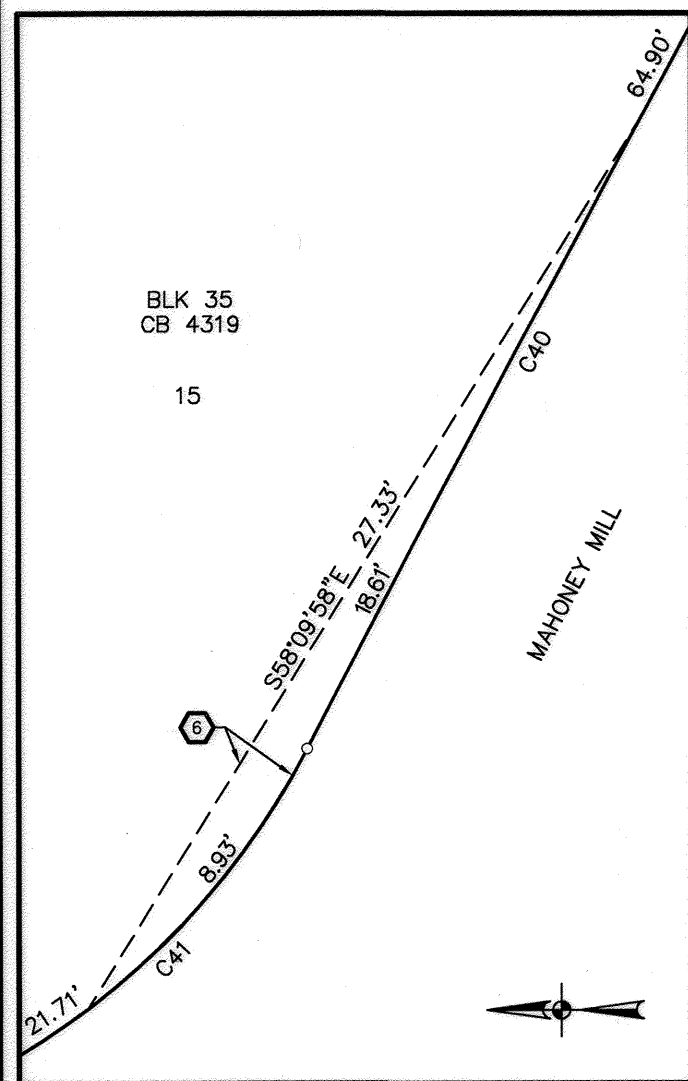 64.90'
BLK 35
CB 4319
15
C40
S58°09'58"E 27.33'
18.61'
MAHONEY MILL
6
8.93'
C41
21.71'